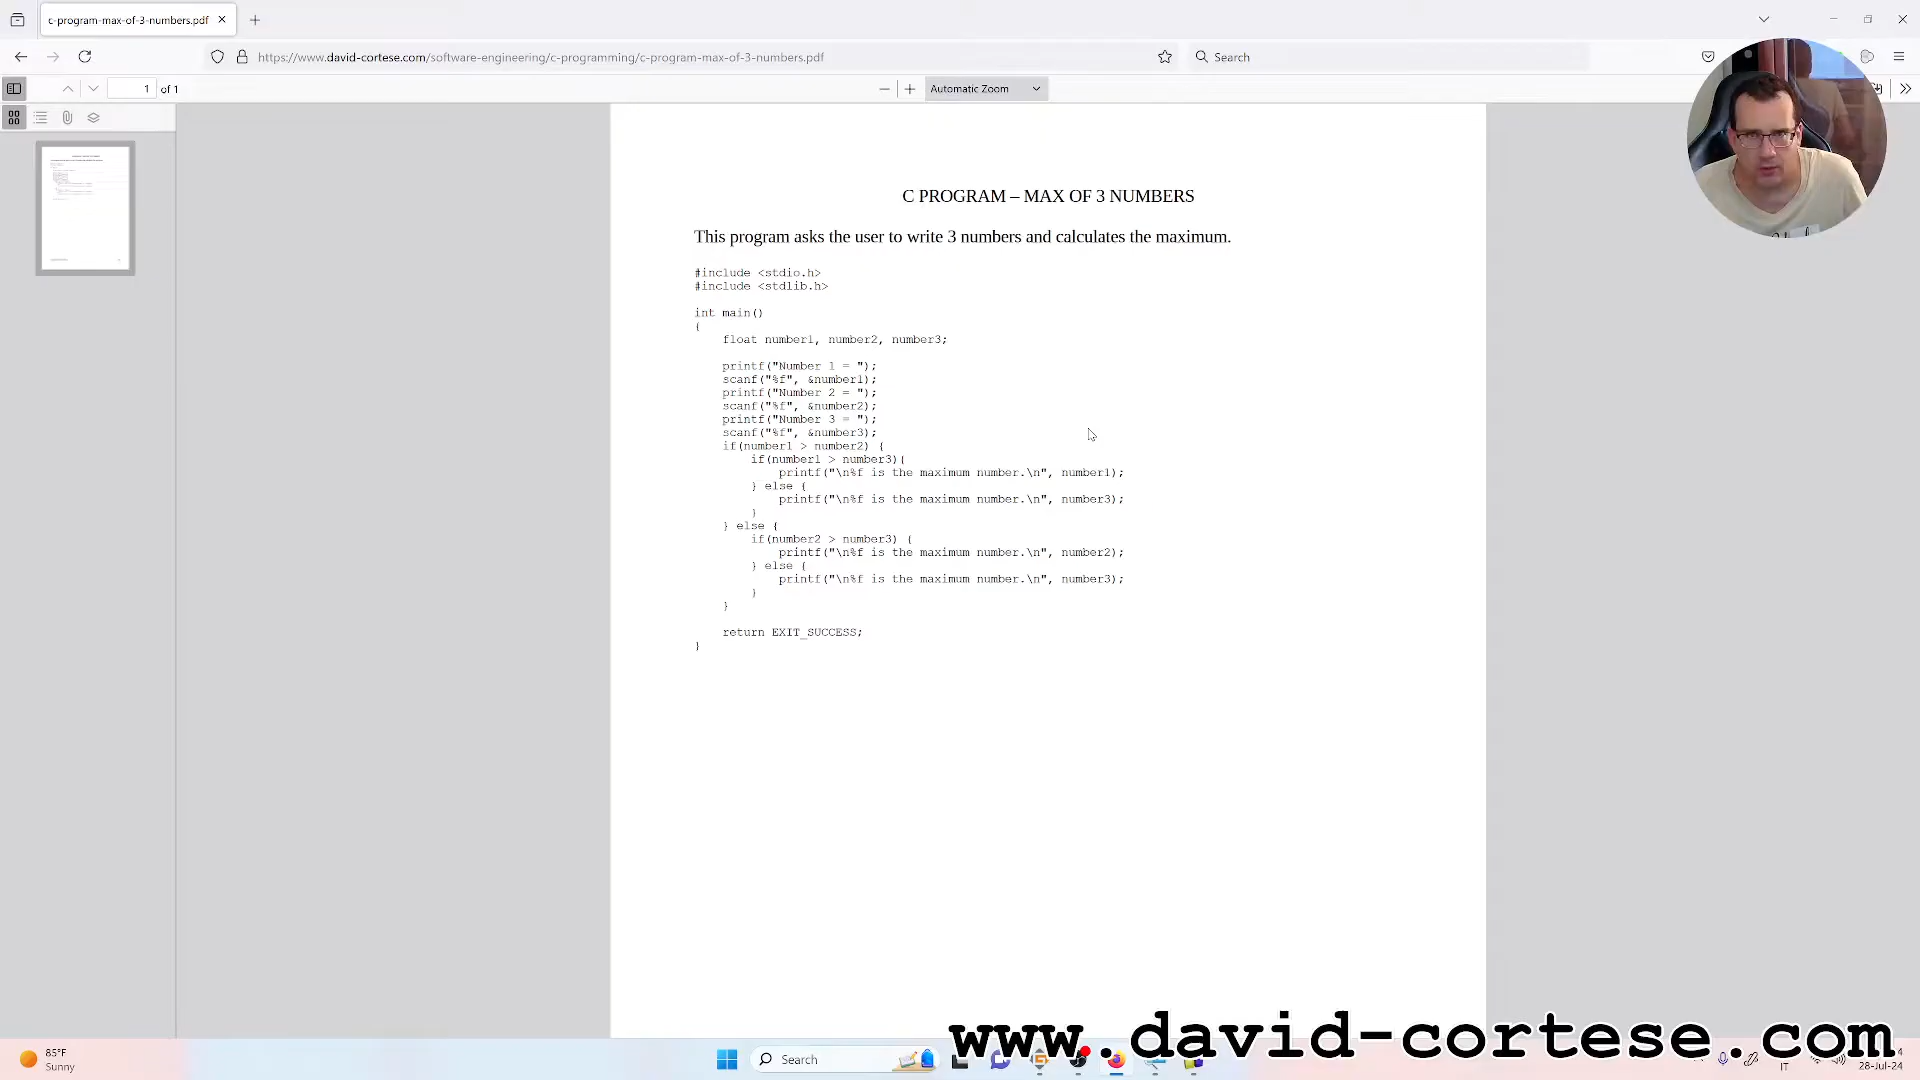 c-program-max-of-3-numbers.pdf
https://www.david-cortese.com/software-engineering/c-programming/c-program-max-of-3-numbers.pdf
Search
1 of 1
Automatic Zoom
C PROGRAM – MAX OF 3 NUMBERS
This program asks the user to write 3 numbers and calculates the maximum.
#include <stdio.h>
#include <stdlib.h>
int main()
{
float number1, number2, number3;
printf("Number 1 = ");
scanf("%f", &number1);
printf("Number 2 = ");
scanf("%f", &number2);
printf("Number 3 = ");
scanf("%f", &number3);
if(number1 > number2) {
if(number1 > number3){
printf("\n%f is the maximum number.\n", number1);
} else {
printf("\n%f is the maximum number.\n", number3);
}
} else {
if(number2 > number3) {
printf("\n%f is the maximum number.\n", number2);
} else {
printf("\n%f is the maximum number.\n", number3);
}
}
return EXIT_SUCCESS;
}
www.david-cortese.com
85°F
Sunny
Search
IT
28-Jul-24